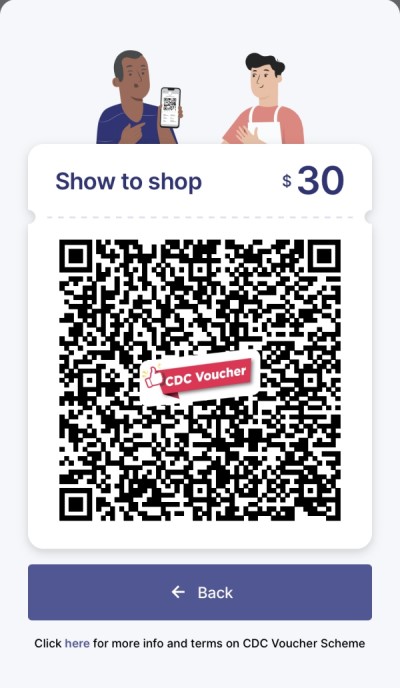 Show to shop
$ 30
CDC Voucher
← Back
Click here for more info and terms on CDC Voucher Scheme